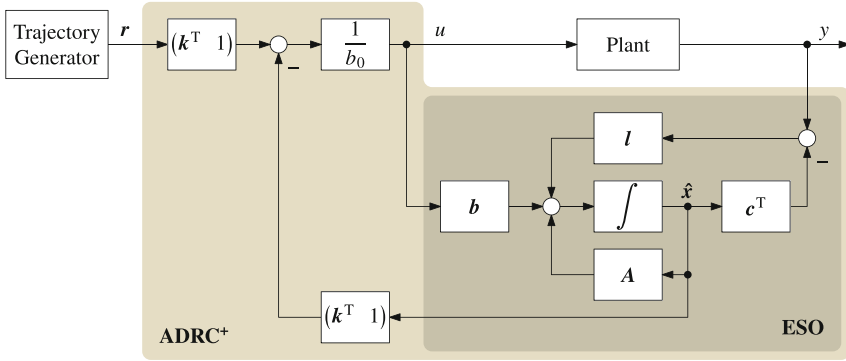 Trajectory
Generator
r
(kᵀ 1)
−
1
b₀
u
Plant
y
l
−
b
∫
x̂
cᵀ
A
(kᵀ 1)
ADRC⁺
ESO